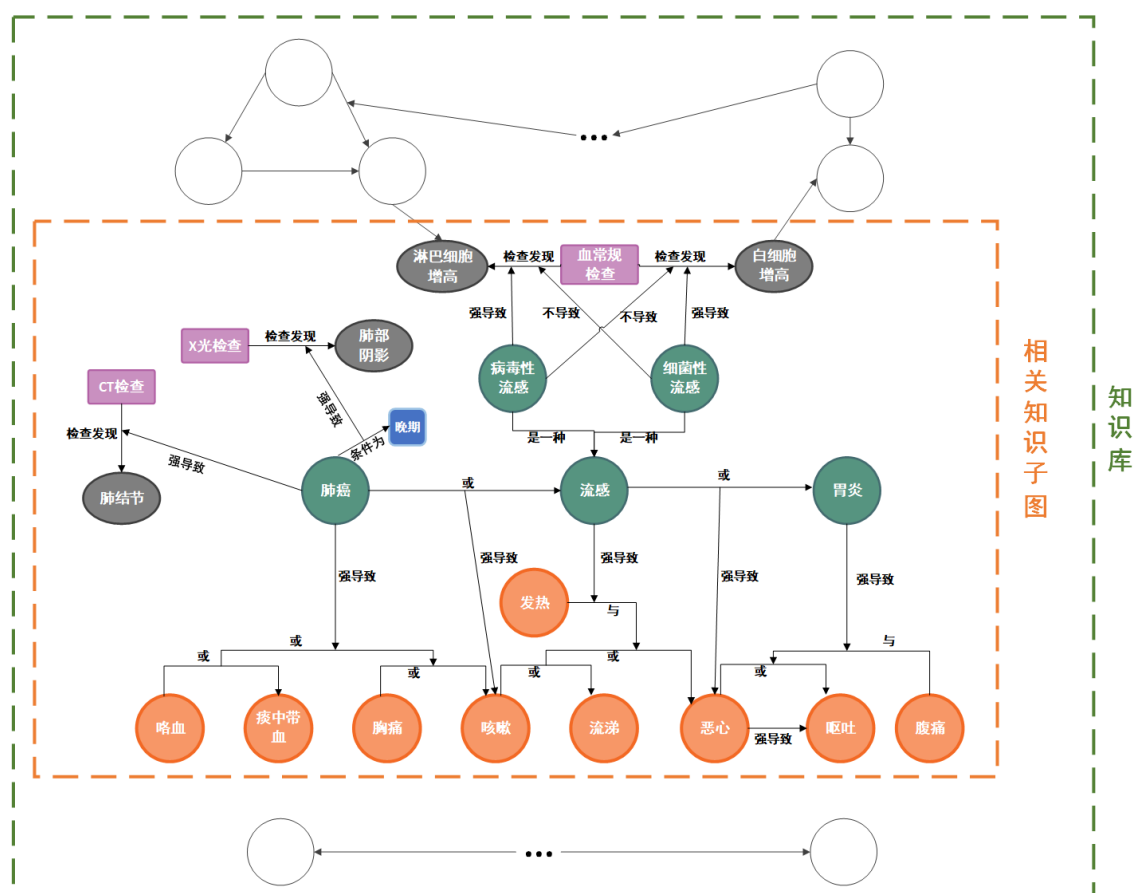 •••
淋巴细胞
增高
检查发现
血常规
检查
检查发现
白细胞
增高
强导致
不导致
不导致
强导致
X光检查
检查发现
肺部
阴影
病毒性
流感
细菌性
流感
CT检查
检查发现
强导致
强导致
条件为
晚期
是一种
是一种
肺结节
肺癌
或
流感
或
胃炎
强导致
强导致
强导致
强导致
强导致
发热
与
或
或
或
或
或
与
或
咯血
痰中带
血
胸痛
咳嗽
流涕
恶心
强导致
呕吐
腹痛
相关知识子图
知识库
•••